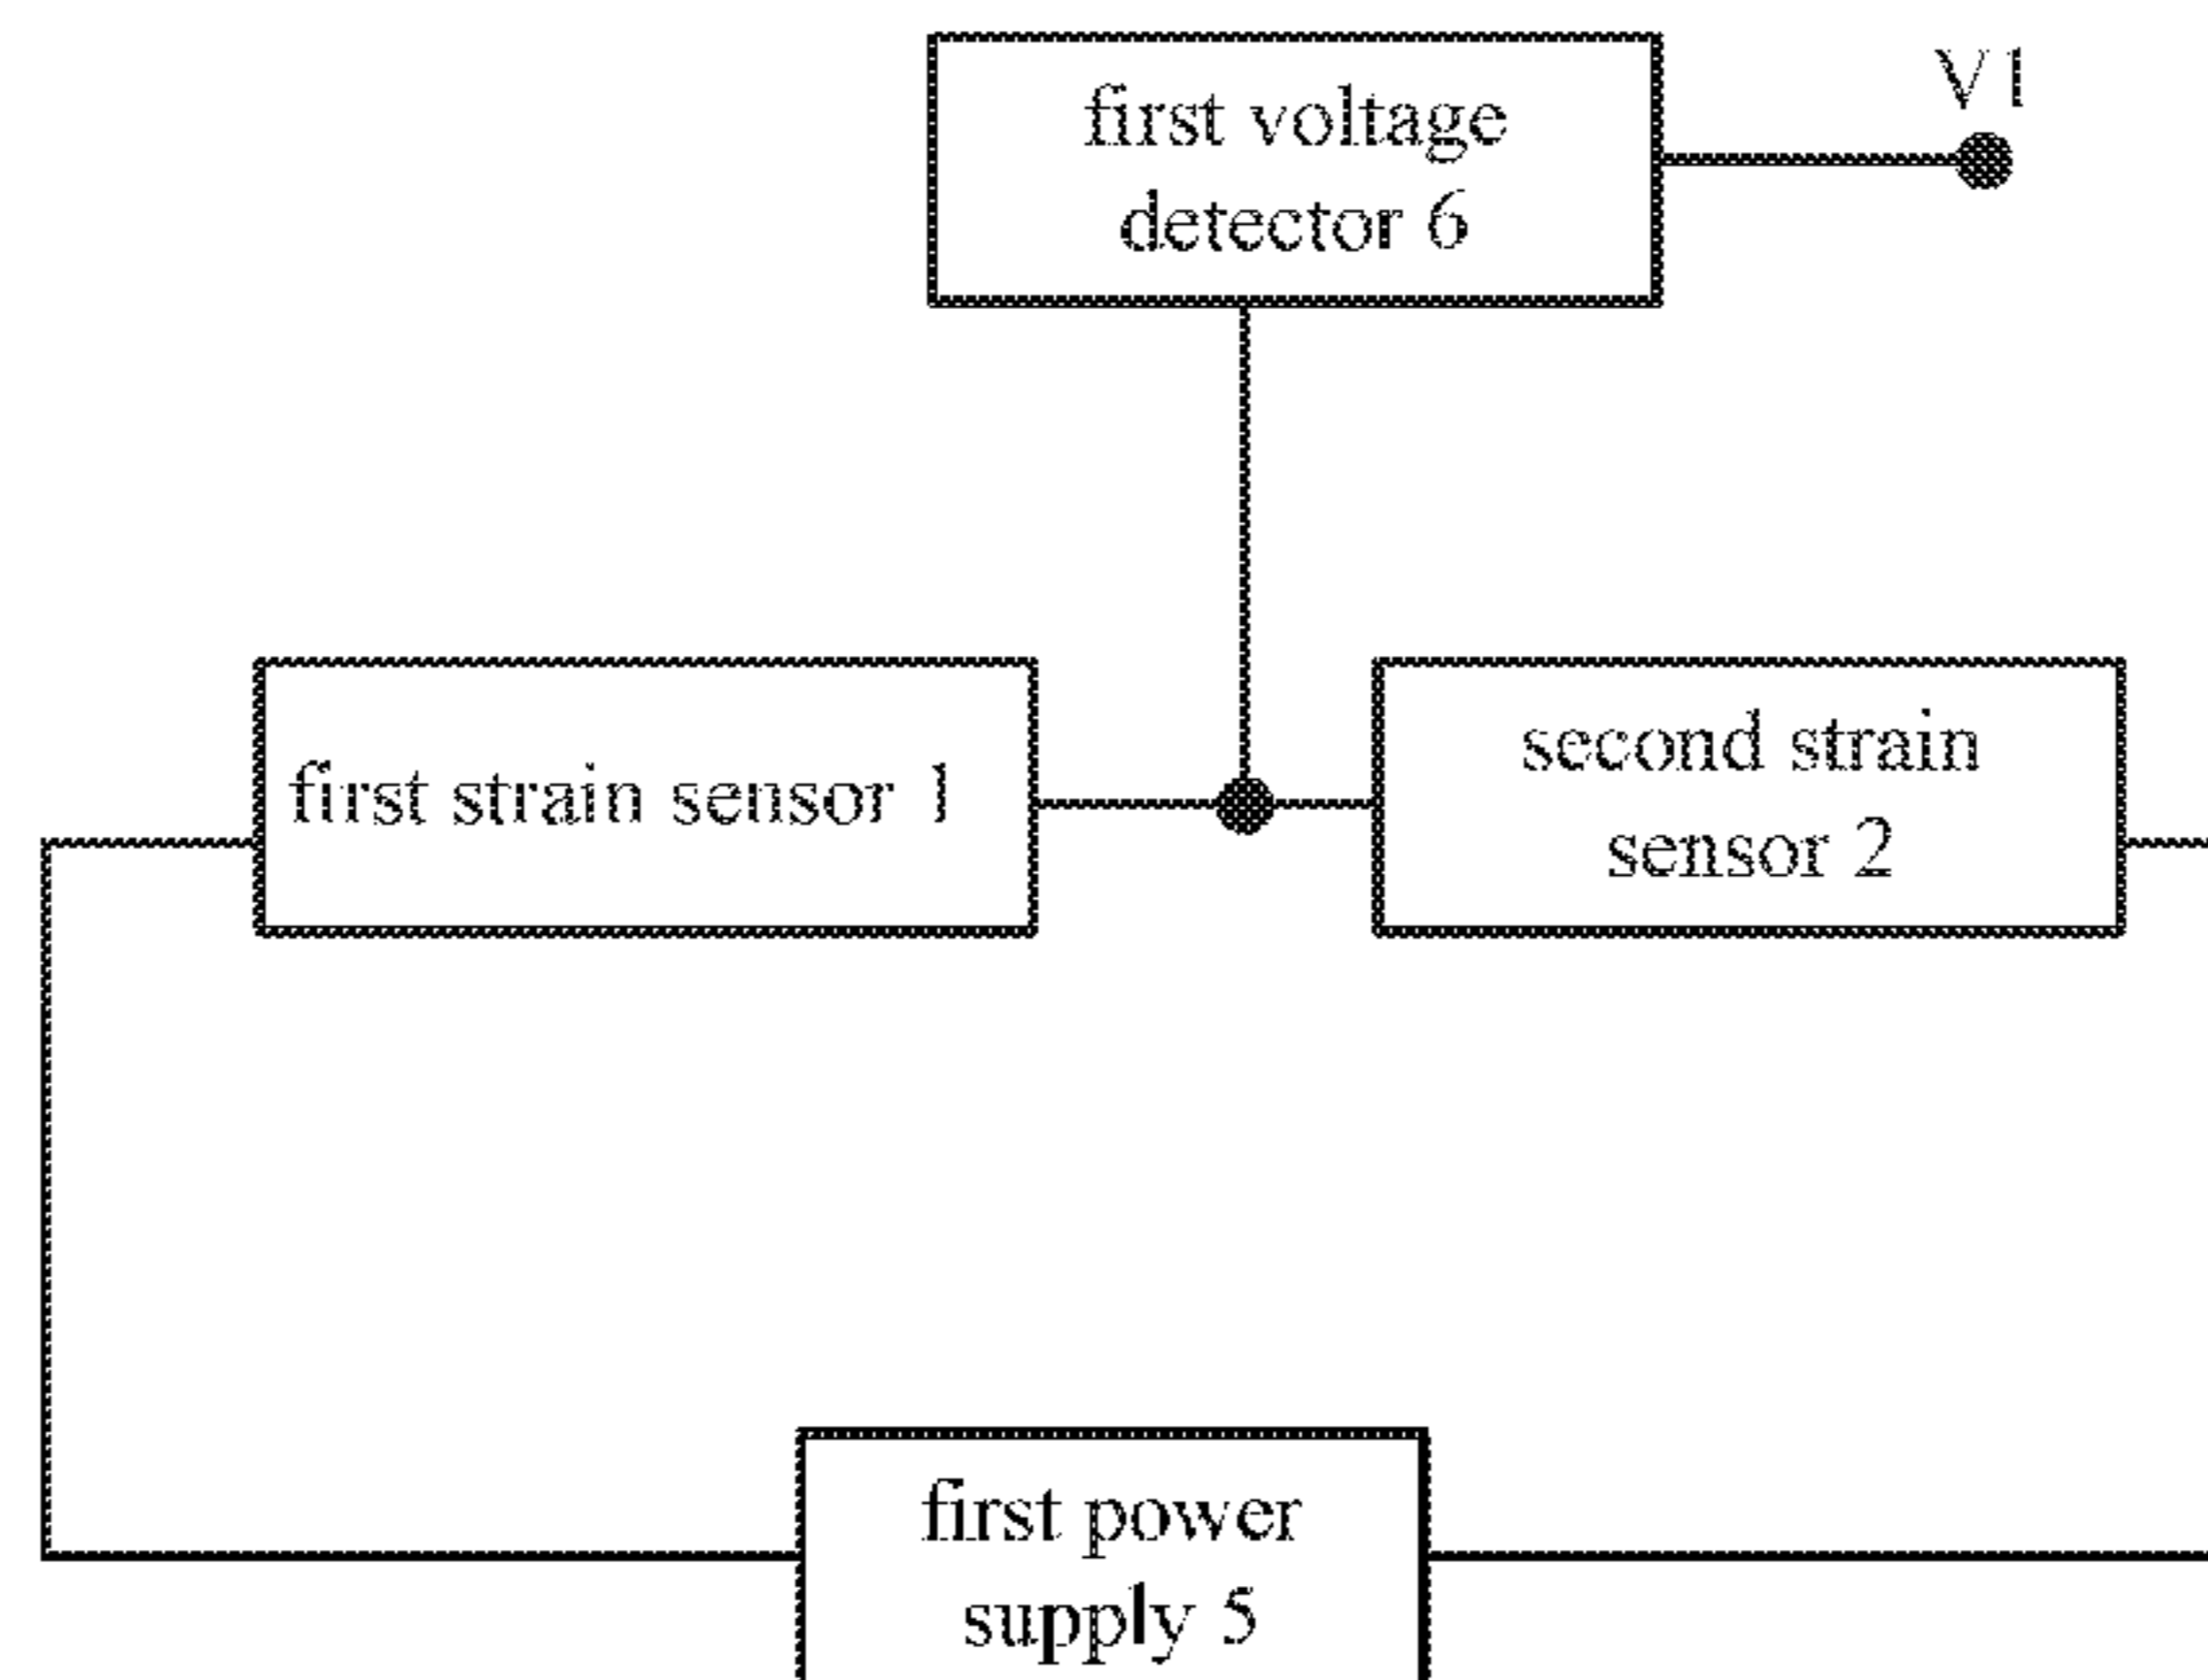 V1
first voltage
detector 6
first strain sensor 1
second strain
sensor 2
first power
supply 5